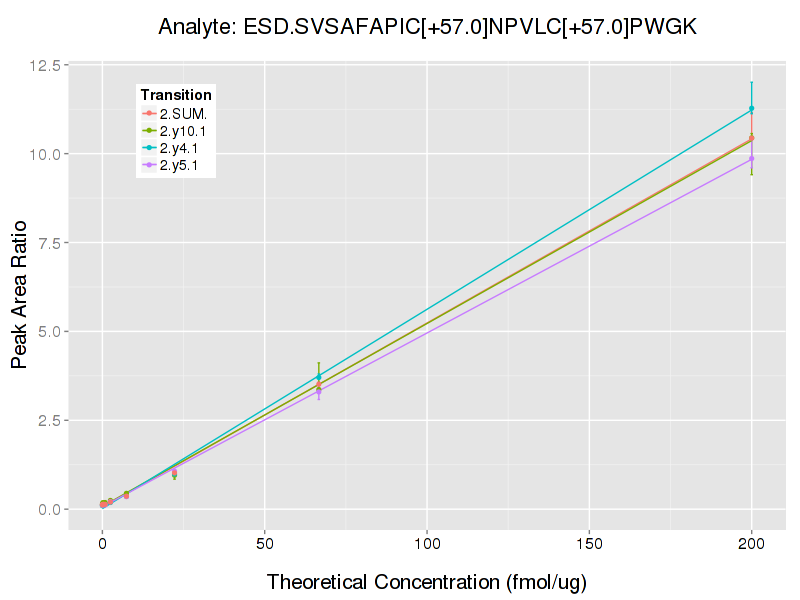 Analyte: ESD.SVSAFAPIC[+57.0]NPVLC[+57.0]PWGK
Peak Area Ratio
12.5
10.0
7.5
5.0
2.5
0.0
Transition
2.SUM.
2.y10.1
2.y4.1
2.y5.1
0 50 100 150 200
Theoretical Concentration (fmol/ug)